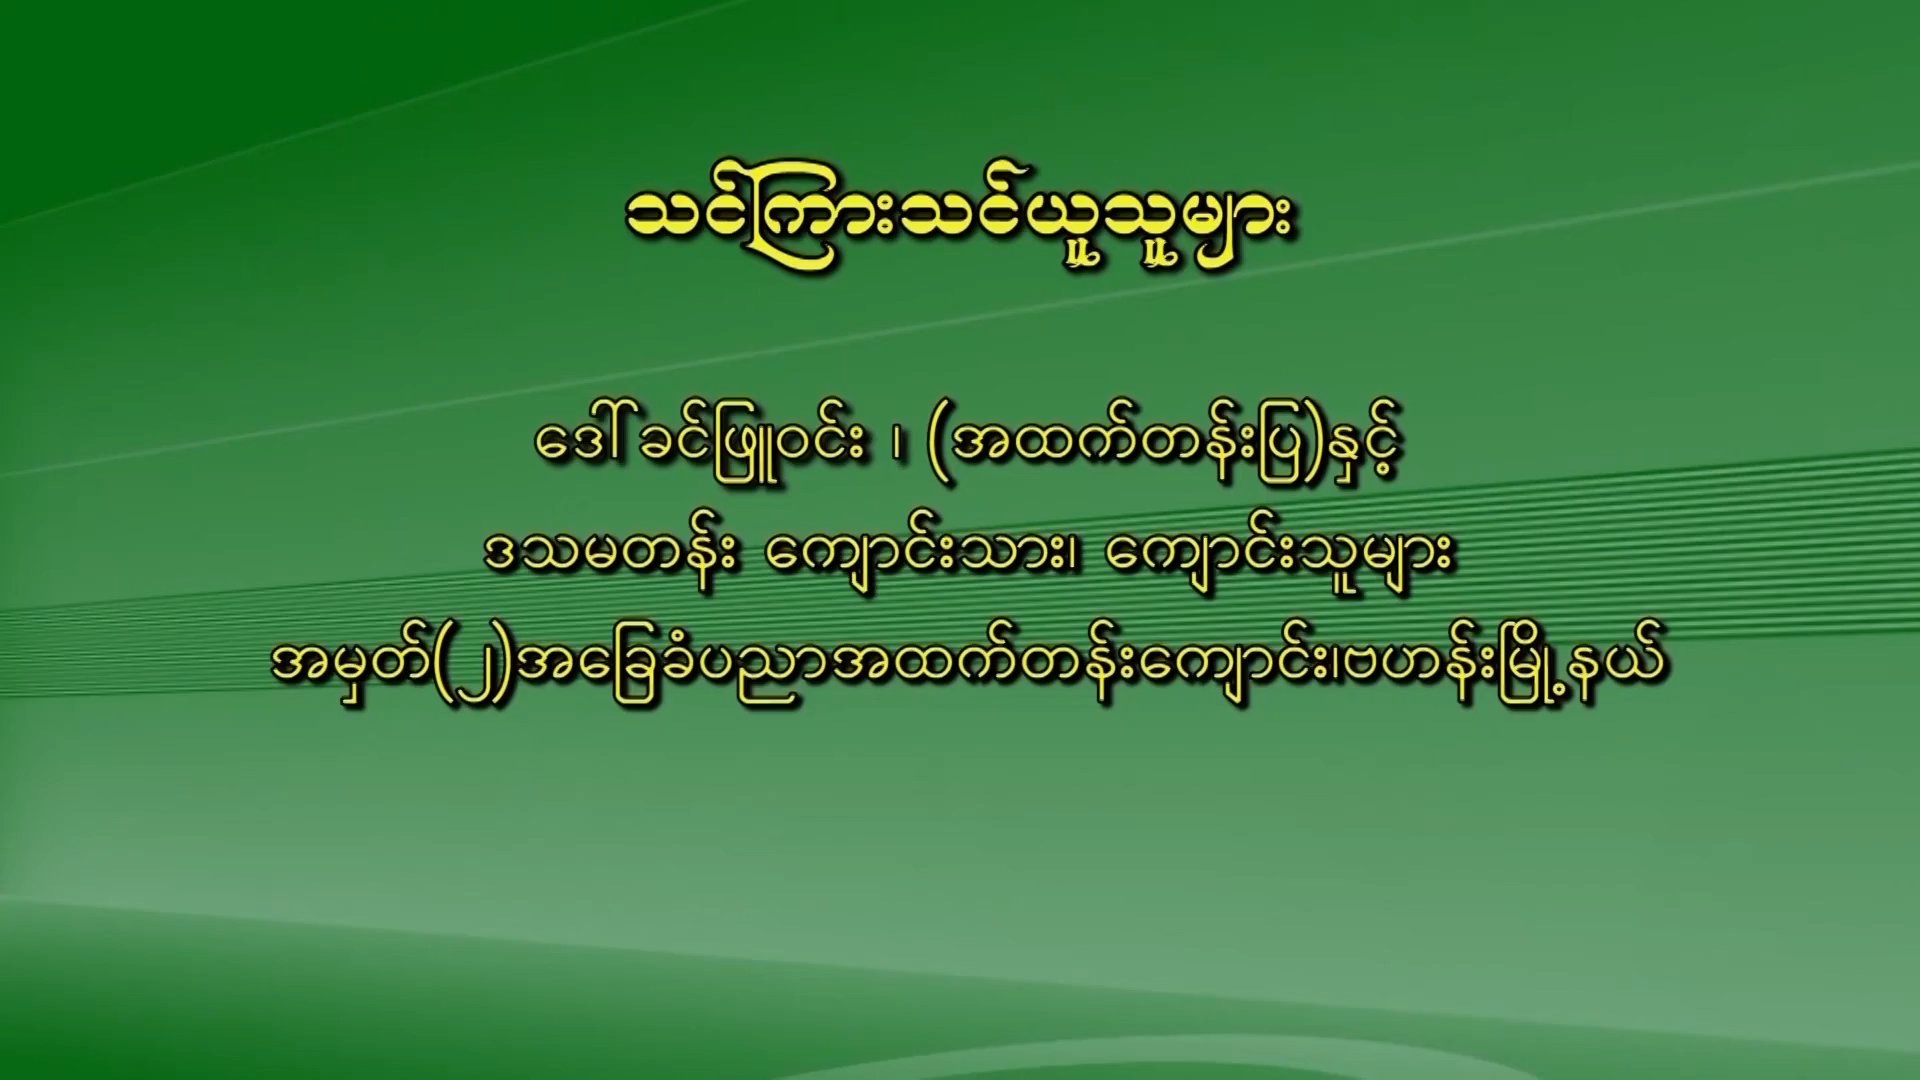 သင်ကြားသင်ယူသူများ
ဒေါ်ခင်ဖြူဝင်း ၊ (အထက်တန်းပြ)နှင့်
ဒသမတန်း ကျောင်းသား၊ ကျောင်းသူများ
အမှတ်(၂)အခြေခံပညာအထက်တန်းကျောင်း၊ဗဟန်းမြို့နယ်